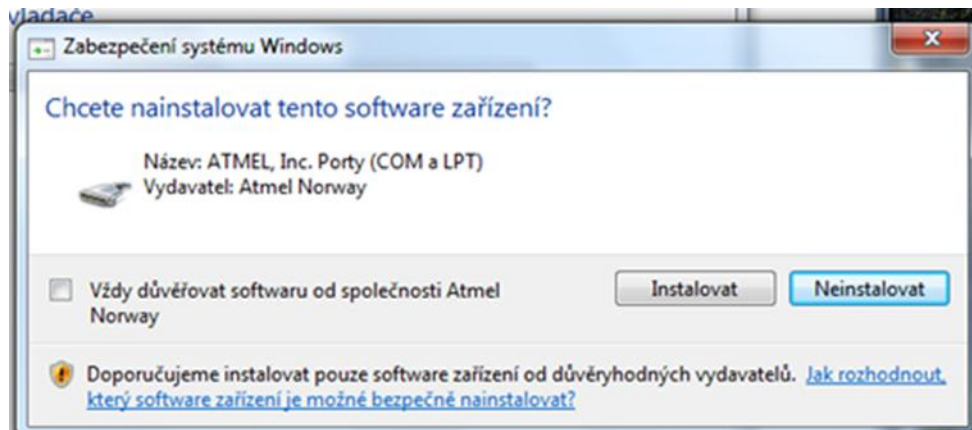 vladače
Zabezpečení systému Windows
Chcete nainstalovat tento software zařízení?
Název: ATMEL, Inc. Porty (COM a LPT)
Vydavatel: Atmel Norway
Vždy důvěřovat softwaru od společnosti Atmel
Norway
Instalovat
Neinstalovat
Doporučujeme instalovat pouze software zařízení od důvěryhodných vydavatelů. Jak rozhodnout,
který software zařízení je možné bezpečně nainstalovat?